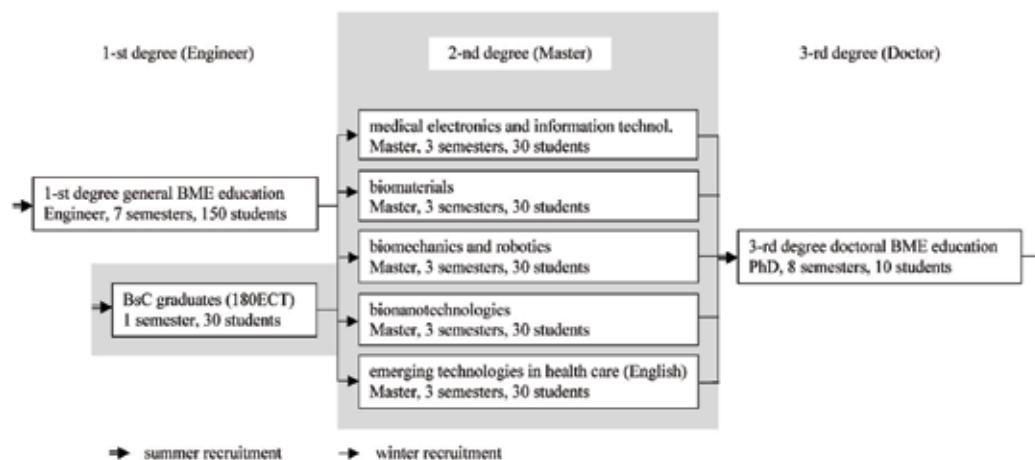 1-st degree (Engineer)
2-nd degree (Master)
3-rd degree (Doctor)
medical electronics and information technol.
Master, 3 semesters, 30 students
1-st degree general BME education
Engineer, 7 semesters, 150 students
biomaterials
Master, 3 semesters, 30 students
biomechanics and robotics
Master, 3 semesters, 30 students
3-rd degree doctoral BME education
PhD, 8 semesters, 10 students
BsC graduates (180ECT)
1 semester, 30 students
bionanotechnologies
Master, 3 semesters, 30 students
emerging technologies in health care (English)
Master, 3 semesters, 30 students
summer recruitment
winter recruitment